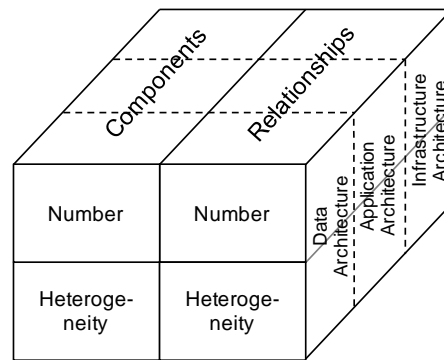 Components
Relationships
Number
Number
Heteroge-
neity
Heteroge-
neity
Data
Architecture
Application
Architecture
Infrastructure
Architecture